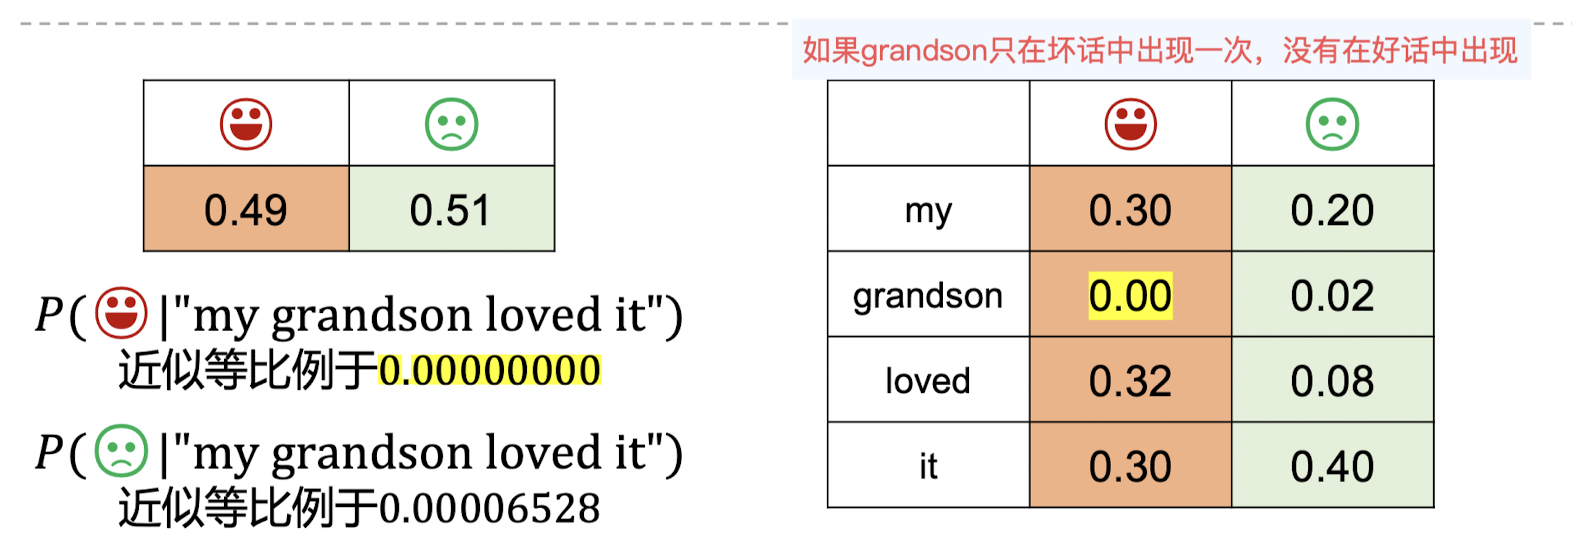 如果grandson只在坏话中出现一次，没有在好话中出现
0.49 0.51
P(|"my grandson loved it")
近似等比例于0.00000000
P(|"my grandson loved it")
近似等比例于0.00006528
my 0.30 0.20
grandson 0.00 0.02
loved 0.32 0.08
it 0.30 0.40